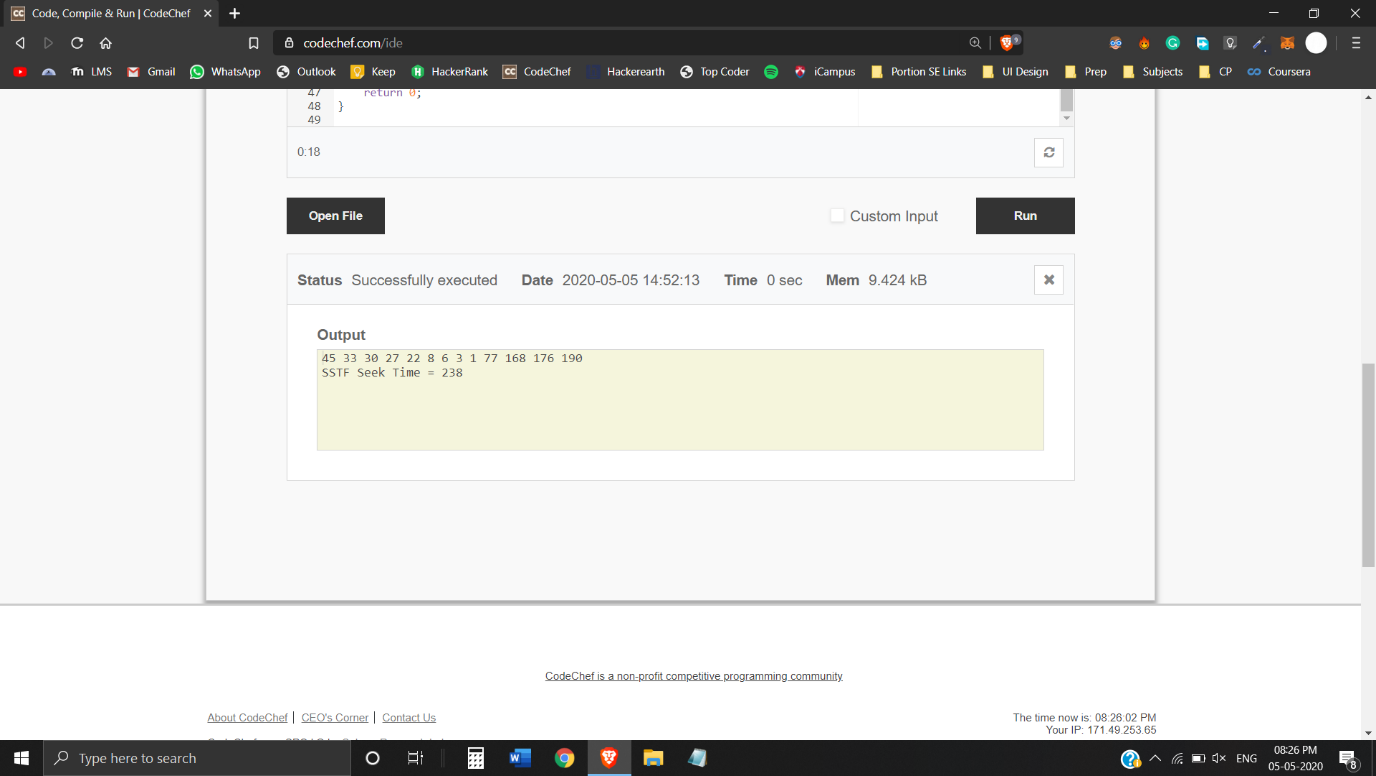 Code, Compile & Run | CodeChef
codechef.com/ide
LMS Gmail WhatsApp Outlook Keep HackerRank CodeChef Hackerearth Top Coder iCampus Portion SE Links UI Design Prep Subjects CP Coursera
47 return 0;
48 }
49
0:18
Open File Custom Input Run
Status Successfully executed Date 2020-05-05 14:52:13 Time 0 sec Mem 9.424 kB
Output
45 33 30 27 22 8 6 3 1 77 168 176 190
SSTF Seek Time = 238
CodeChef is a non-profit competitive programming community
About CodeChef | CEO's Corner | Contact Us
The time now is: 08:26:02 PM
Your IP: 171.49.253.65
Type here to search
ENG
08:26 PM
05-05-2020
8